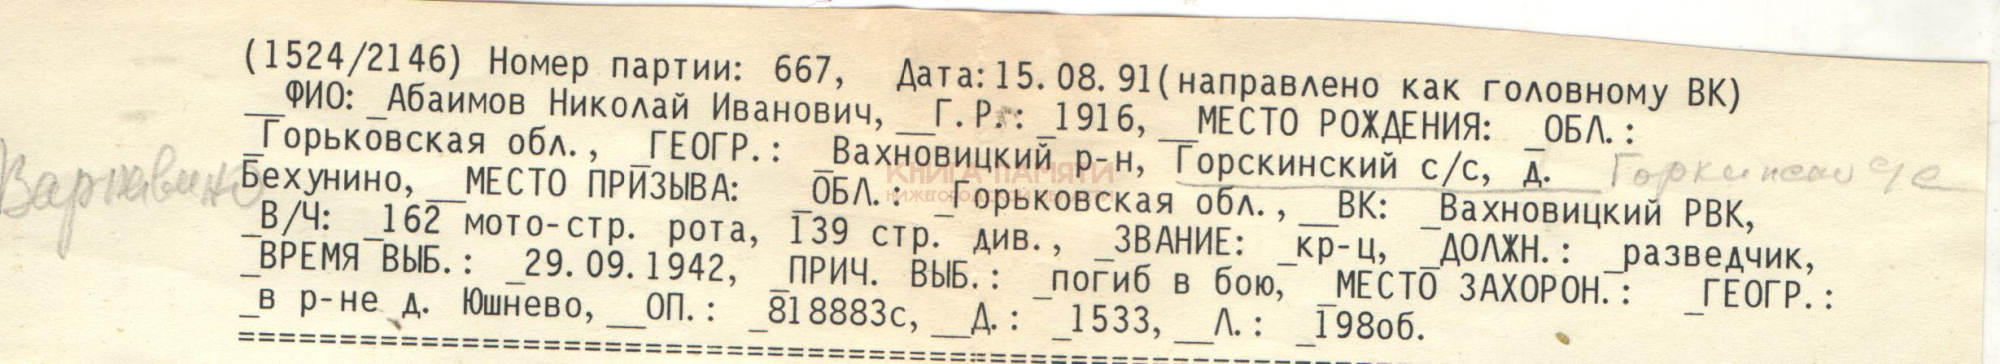 (1524/2146) Номер партии: 667, Дата:15.08.91(направлено как головному ВК)
__ФИО: _Абаимов Николай Иванович, __Г.Р.: _1916, __МЕСТО РОЖДЕНИЯ: _ОБЛ.:
_Горьковская обл., _ГЕОГР.: _Вахновицкий р-н, Горскинский с/с, д.
Бехунино, __МЕСТО ПРИЗЫВА: _ОБЛ.: _Горьковская обл., __ВК: _Вахновицкий РВК,
_В/Ч: _162 мото-стр. рота, 139 стр. див., _ЗВАНИЕ: _кр-ц, _ДОЛЖН.: _разведчик,
_ВРЕМЯ ВЫБ.: _29.09.1942, _ПРИЧ. ВЫБ.: _погиб в бою, _МЕСТО ЗАХОРОН.: _ГЕОГР.:
_в р-не д. Юшнево, __ОП.: _818883с, __Д.: _1533, __Л.: _198об.
Варнавино
КНИГА ПАМЯТИ